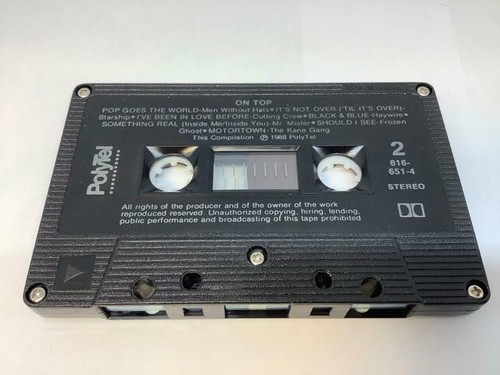 ON TOP
POP GOES THE WORLD-Men Without Hats•IT'S NOT OVER ('TIL IT'S OVER)-
Starship•I'VE BEEN IN LOVE BEFORE-Cutting Crew•BLACK & BLUE-Haywire•
SOMETHING REAL (Inside Me/Inside You)-Mr. Mister•SHOULD I SEE-Frozen
Ghost•MOTORTOWN-The Kane Gang
This Compilation ℗ 1988 PolyTel
PolyTel
2
816-
651-4
STEREO
All rights of the producer and of the owner of the work
reproduced reserved. Unauthorized copying, hiring, lending,
public performance and broadcasting of this tape prohibited